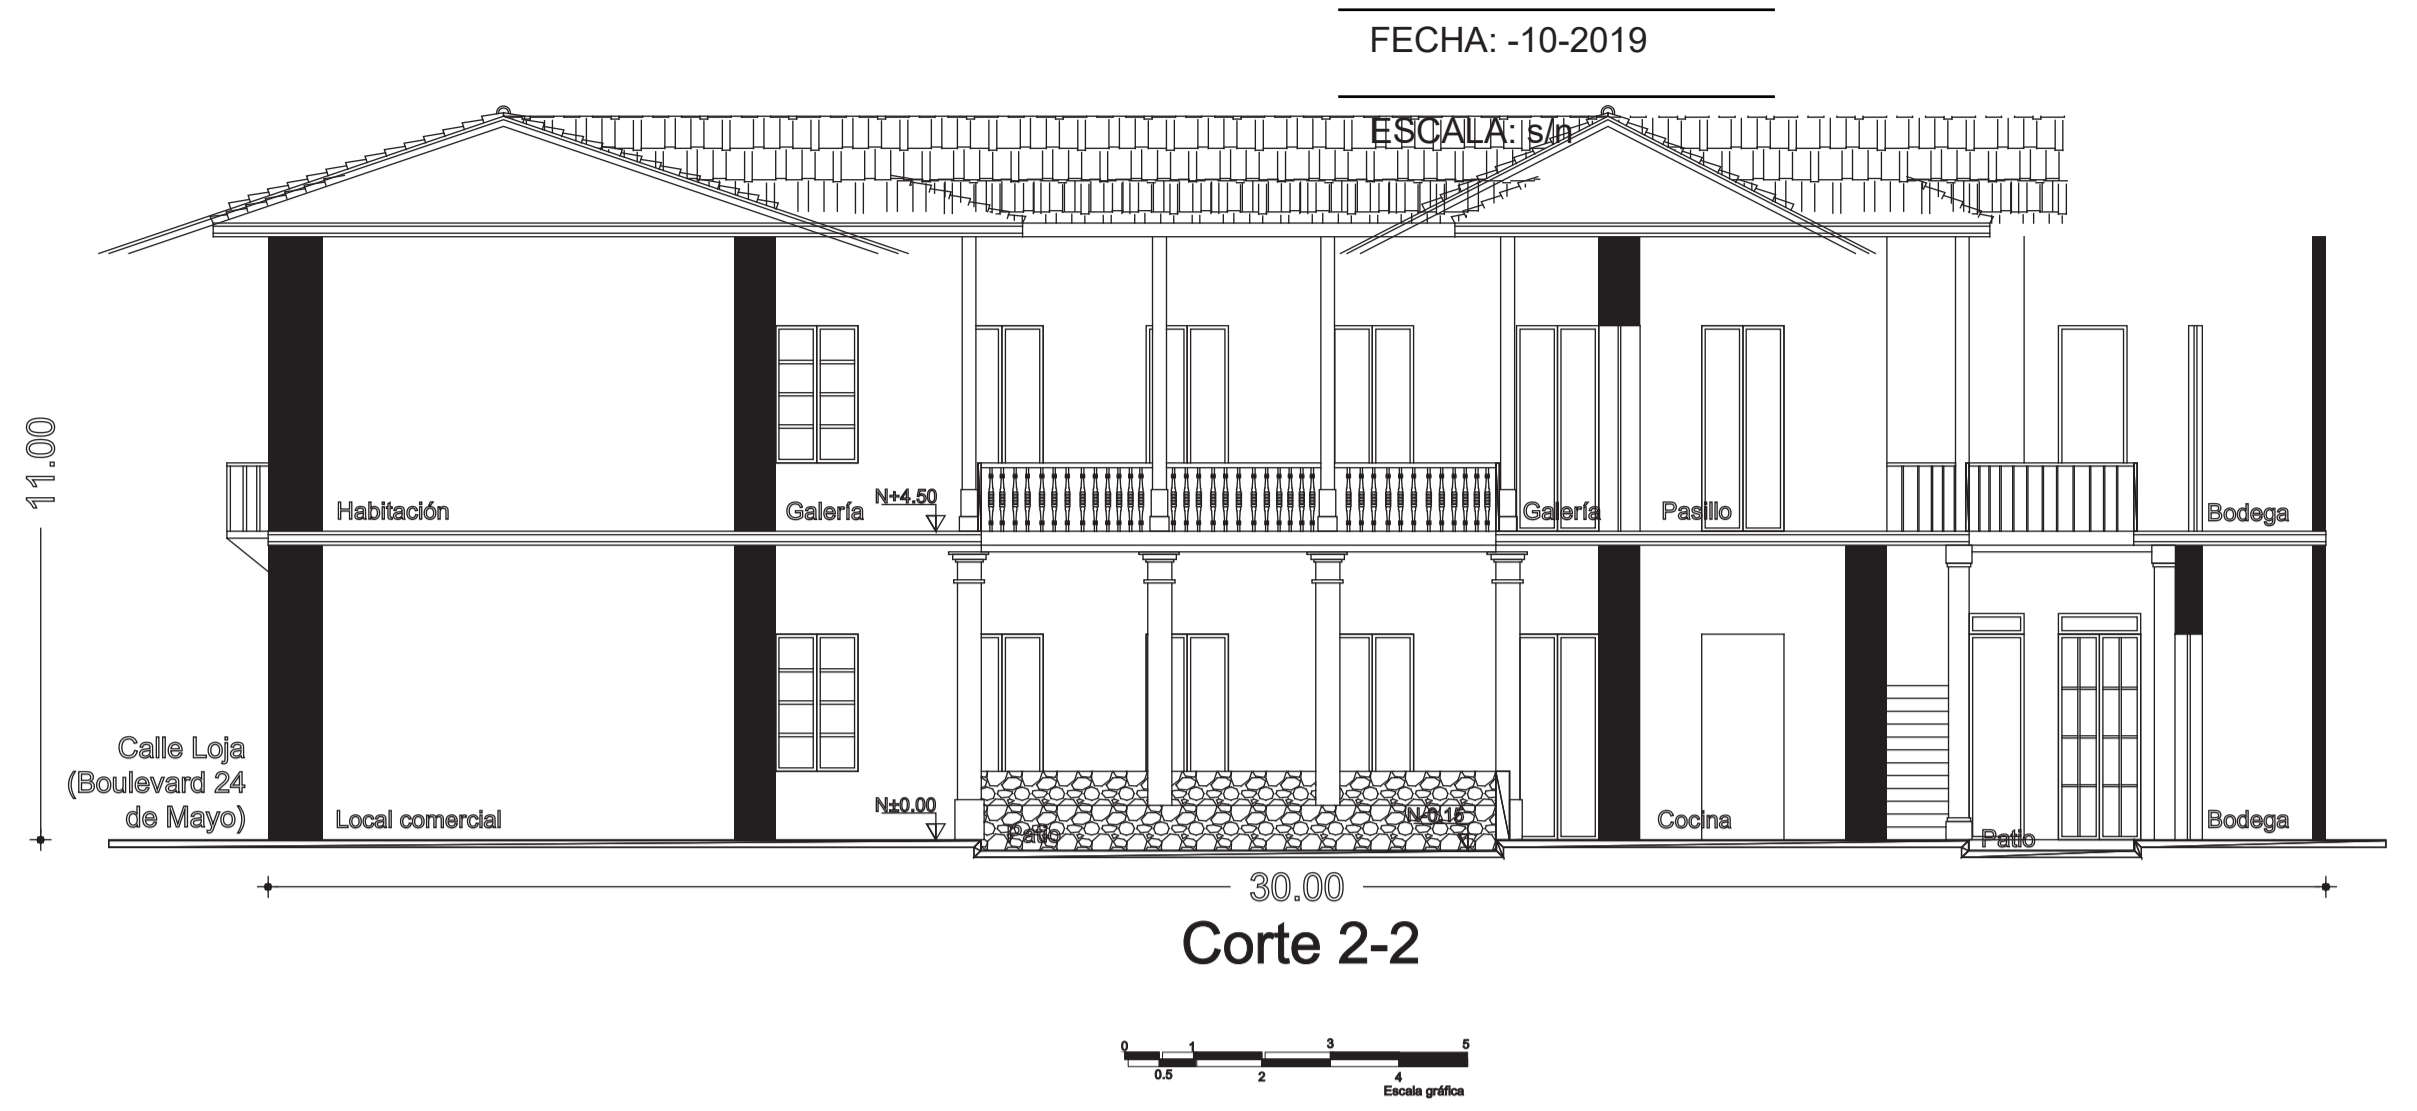 FECHA: -10-2019
ESCALA: s/n
11.00
Habitación
Galería
N+4.50
Galería
Pasillo
Bodega
Calle Loja
(Boulevard 24
de Mayo)
Local comercial
N±0.00
Patio
N-0.15
Cocina
Patio
Bodega
30.00
Corte 2-2
0 1 3 5
0.5 2 4
Escala gráfica